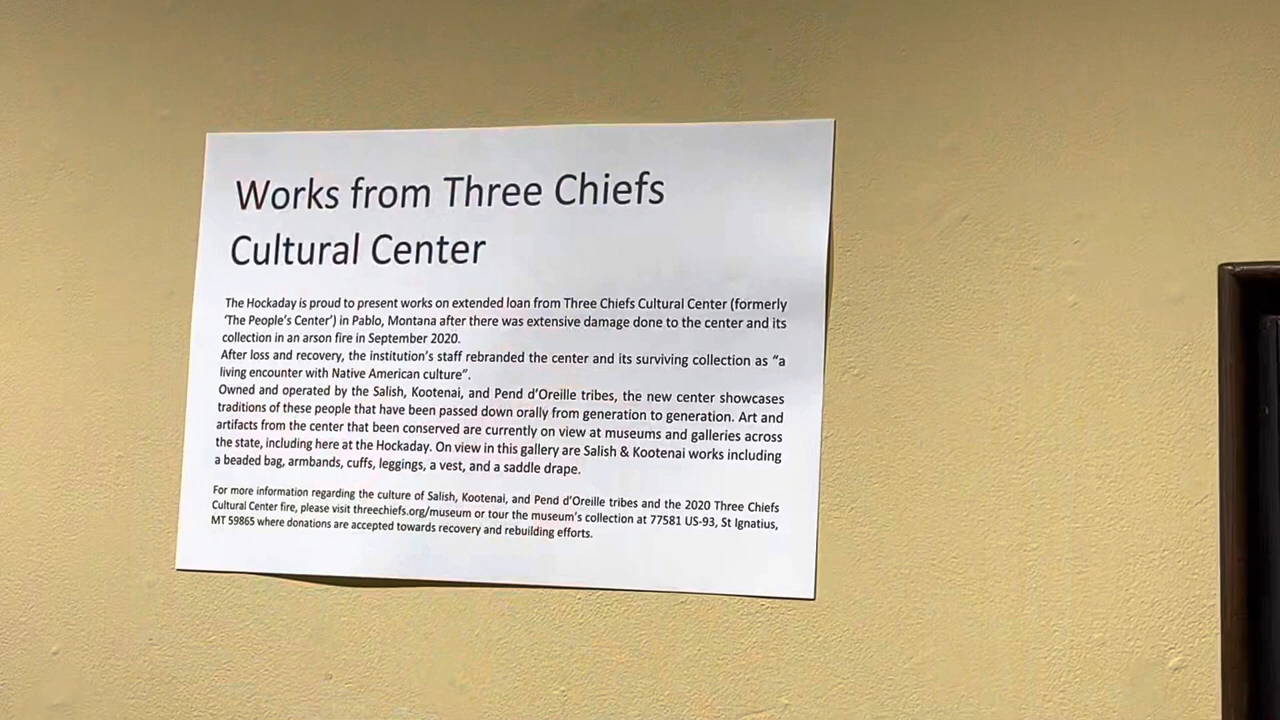 Works from Three Chiefs
Cultural Center
The Hockaday is proud to present works on extended loan from Three Chiefs Cultural Center (formerly
'The People's Center') in Pablo, Montana after there was extensive damage done to the center and its
collection in an arson fire in September 2020.
After loss and recovery, the institution's staff rebranded the center and its surviving collection as “a
living encounter with Native American culture”.
Owned and operated by the Salish, Kootenai, and Pend d'Oreille tribes, the new center showcases
traditions of these people that have been passed down orally from generation to generation. Art and
artifacts from the center that been conserved are currently on view at museums and galleries across
the state, including here at the Hockaday. On view in this gallery are Salish & Kootenai works including
a beaded bag, armbands, cuffs, leggings, a vest, and a saddle drape.
For more information regarding the culture of Salish, Kootenai, and Pend d'Oreille tribes and the 2020 Three Chiefs
Cultural Center fire, please visit threechiefs.org/museum or tour the museum's collection at 77581 US-93, St Ignatius,
MT 59865 where donations are accepted towards recovery and rebuilding efforts.